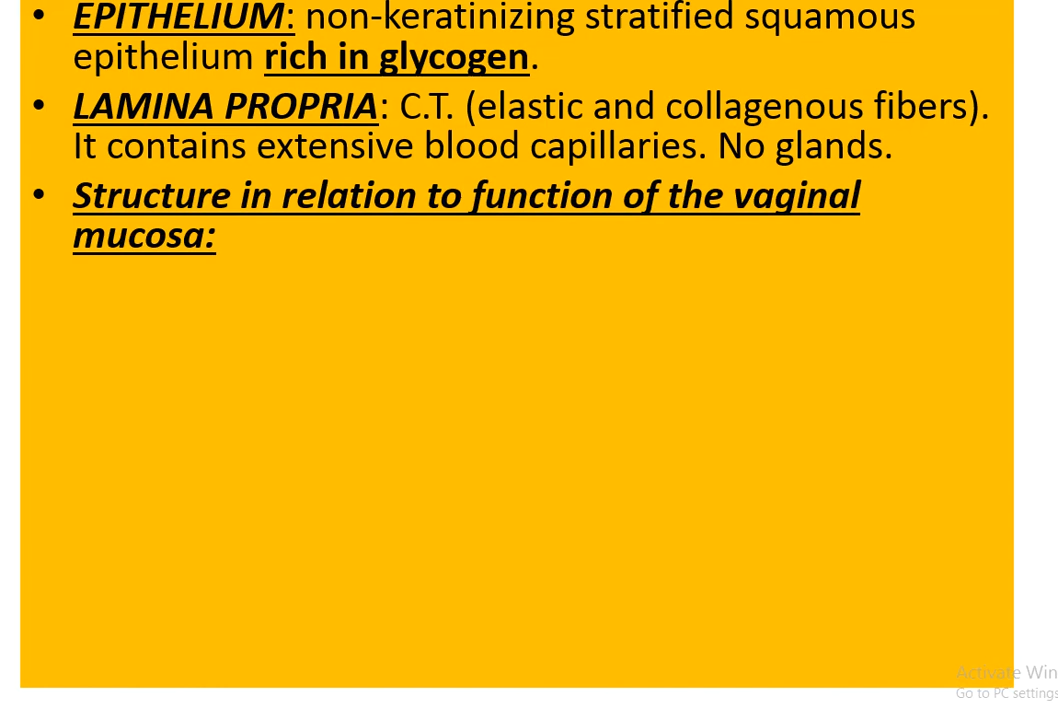 • EPITHELIUM: non-keratinizing stratified squamous
epithelium rich in glycogen.
• LAMINA PROPRIA: C.T. (elastic and collagenous fibers).
It contains extensive blood capillaries. No glands.
• Structure in relation to function of the vaginal
mucosa:
Activate Win
Go to PC settings